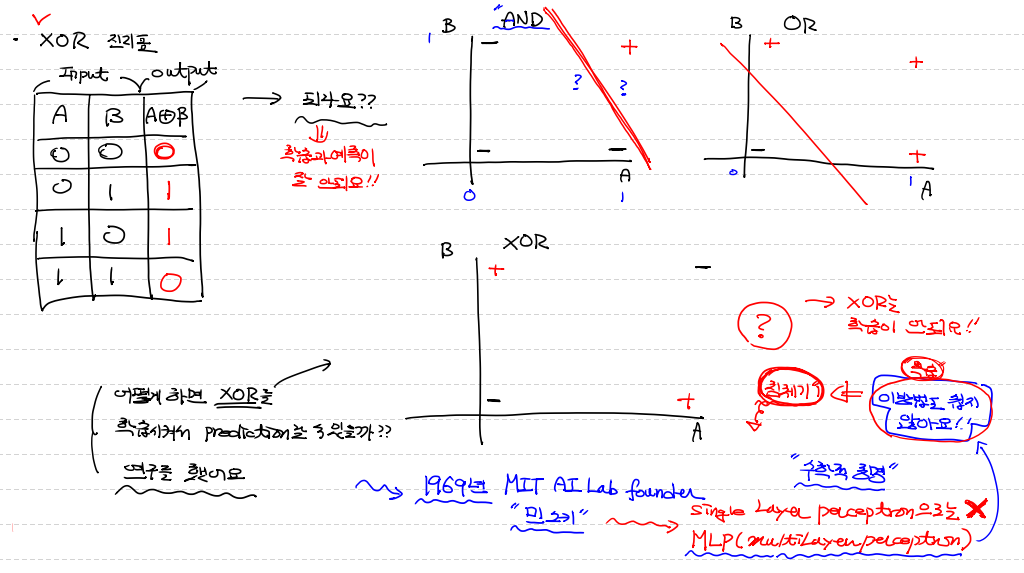 · XOR 진리표
Input output
A B A⊕B
0 0 0
0 1 1
1 0 1
1 1 0
→ 되나요??
⇓
학습과 예측이
잘 안되요!!
"AND
B
1
− +
? ?
− −
A
0 1
B OR
+ +
− +
0 1
A
B XOR
+ −
− +
A
?
→ XOR는
학습이 안되요!!
침체기 ⇐
이방법도 쉽지
않아요!!
어떻게 하면 XOR를
학습시켜서 prediction할 수 있을까??
연구를 했어요
1969년 MIT AI Lab founder
"민스키"
"수학적 증명"
single Layer perceptron으로는 X
MLP(multiLayer perceptron)